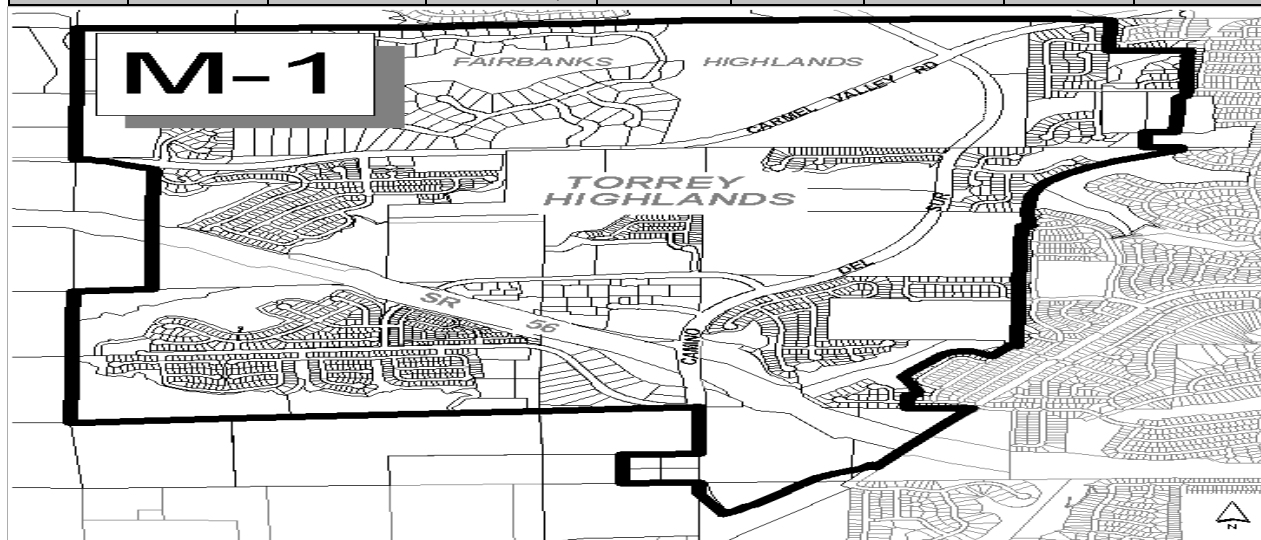 M-1
FAIRBANKS HIGHLANDS
CARMEL VALLEY RD
TORREY
HIGHLANDS
SUR
DEL
SR 56
CAMINO
N